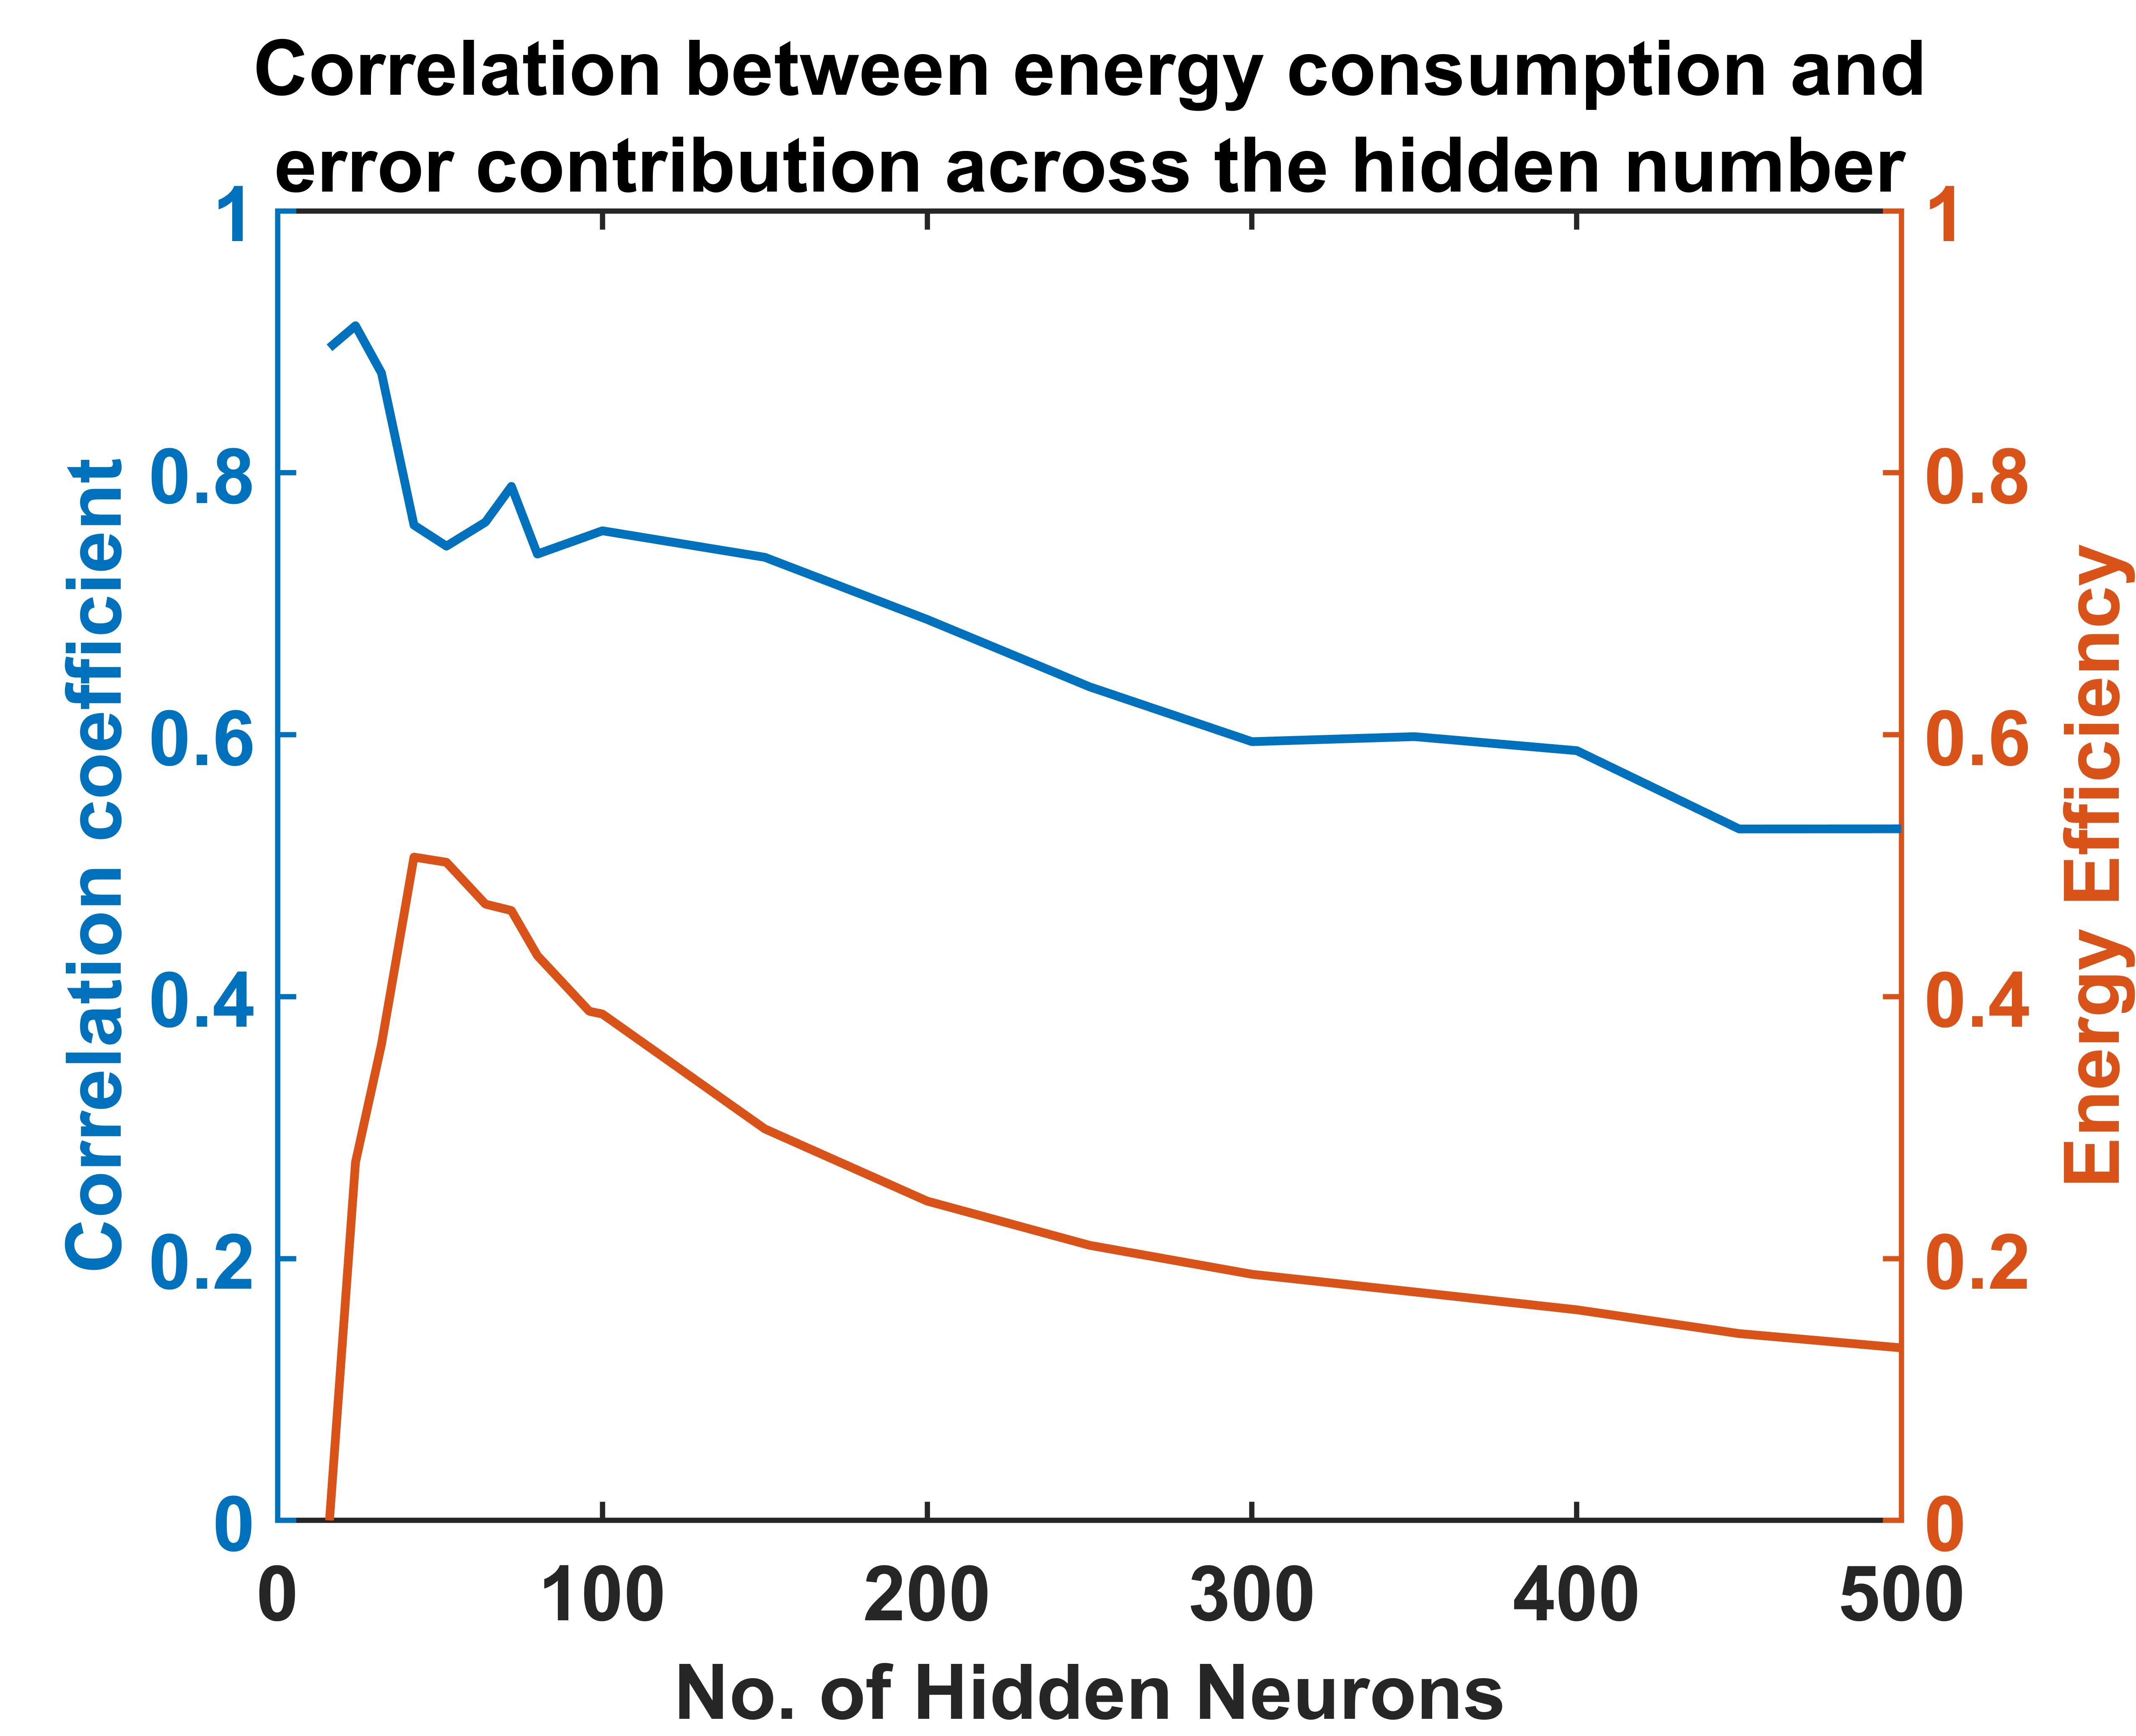 Correlation between energy consumption and
error contribution across the hidden number
Correlation coefficient
1
0.8
0.6
0.4
0.2
0
1
0.8
0.6
0.4
0.2
0
Energy Efficiency
0 100 200 300 400 500
No. of Hidden Neurons